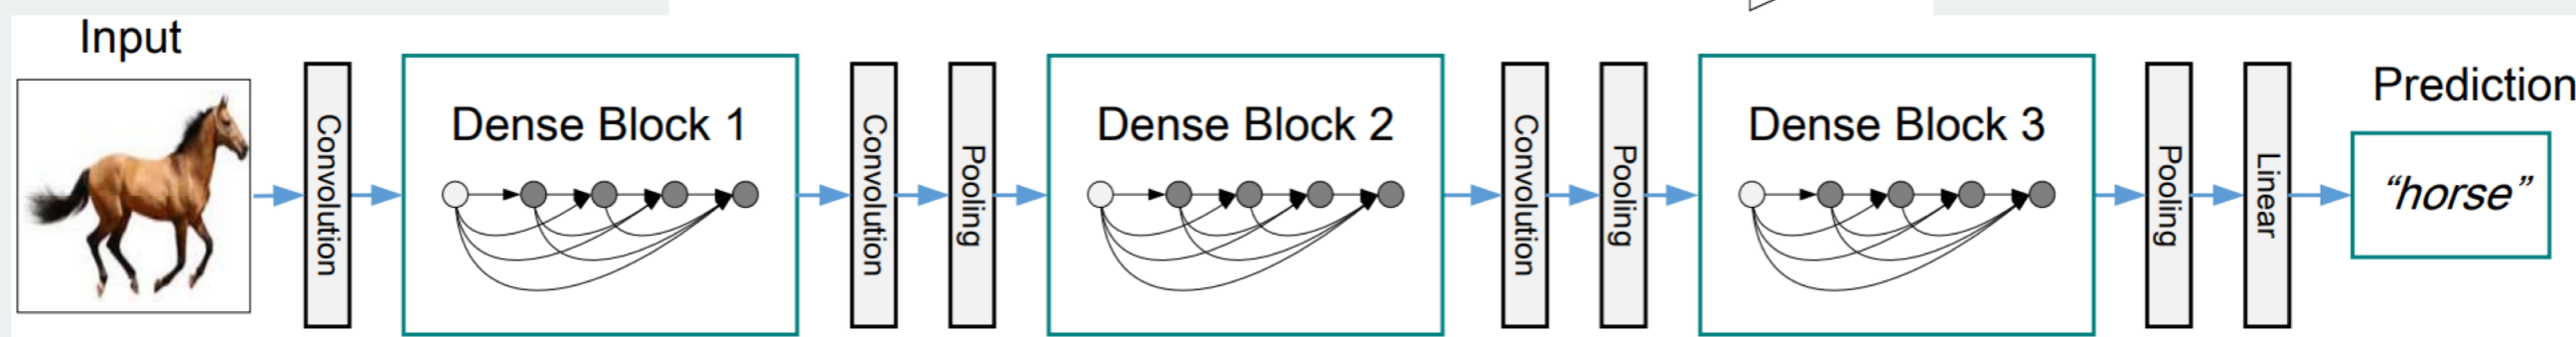 Input
Convolution
Dense Block 1
Convolution
Pooling
Dense Block 2
Convolution
Pooling
Dense Block 3
Pooling
Linear
Prediction
“horse”